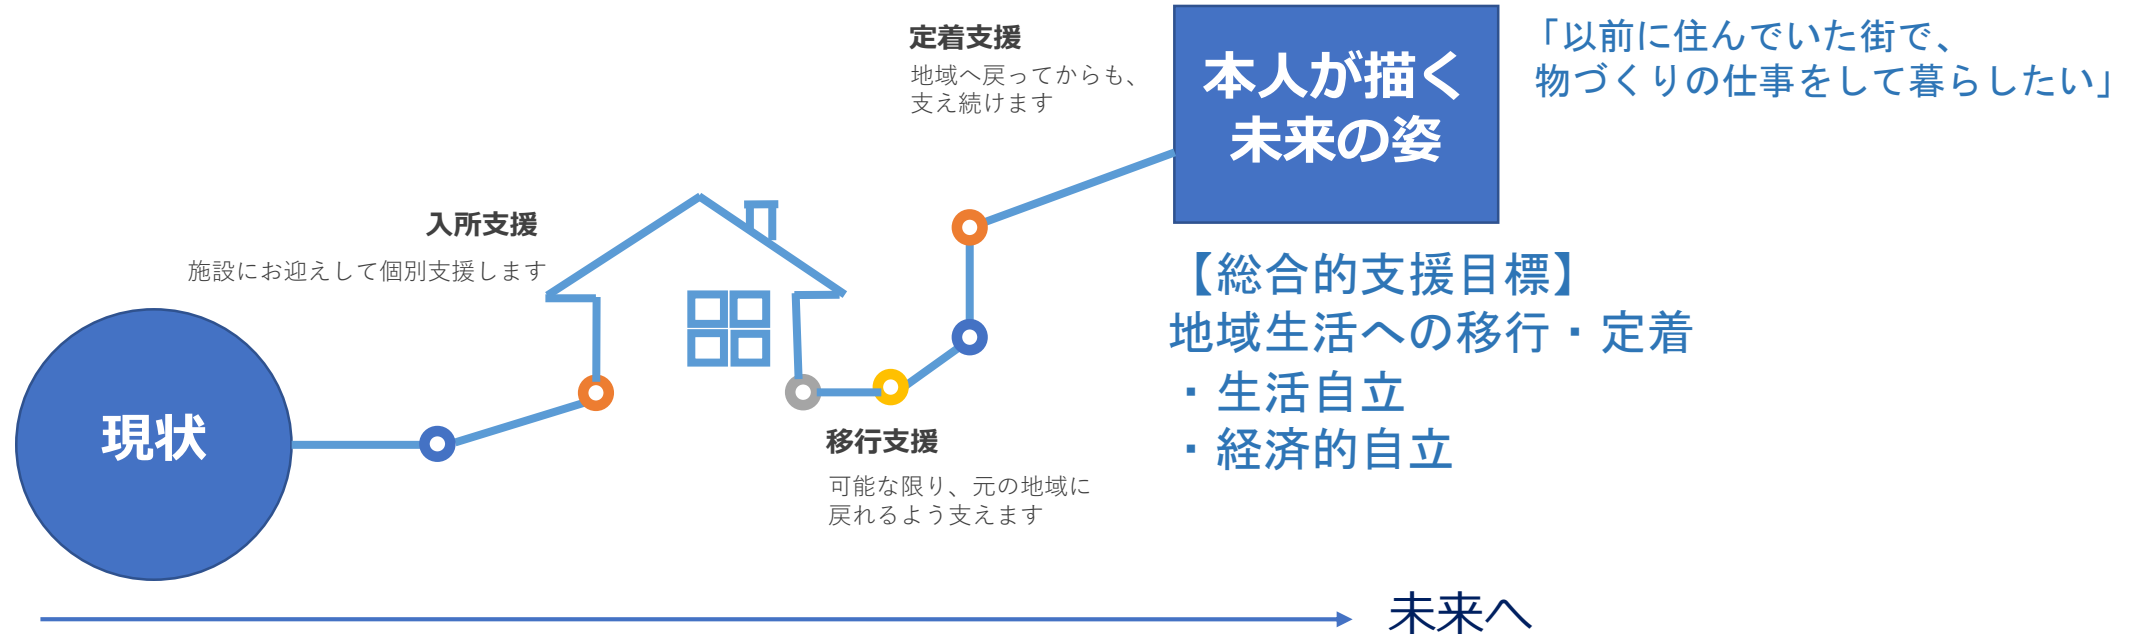 現状
入所支援
施設にお迎えして個別支援します
移行支援
可能な限り、元の地域に
戻れるよう支えます
定着支援
地域へ戻ってからも、
支え続けます
本人が描く
未来の姿
「以前に住んでいた街で、
物づくりの仕事をして暮らしたい」
【総合的支援目標】
地域生活への移行・定着
・生活自立
・経済的自立
未来へ